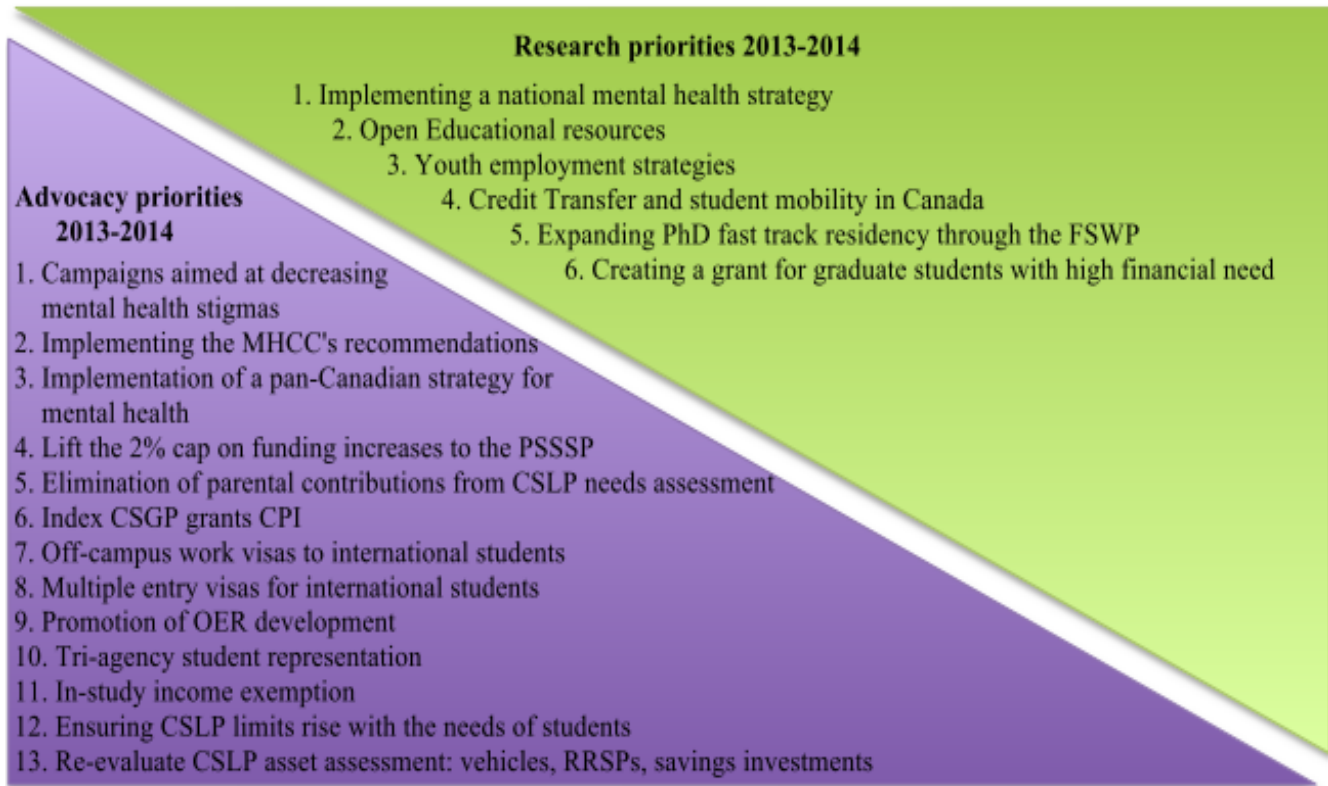 Research priorities 2013-2014
1. Implementing a national mental health strategy
2. Open Educational resources
3. Youth employment strategies
4. Credit Transfer and student mobility in Canada
5. Expanding PhD fast track residency through the FSWP
6. Creating a grant for graduate students with high financial need
Advocacy priorities
2013-2014
1. Campaigns aimed at decreasing
mental health stigmas
2. Implementing the MHCC's recommendations
3. Implementation of a pan-Canadian strategy for
mental health
4. Lift the 2% cap on funding increases to the PSSSP
5. Elimination of parental contributions from CSLP needs assessment
6. Index CSGP grants CPI
7. Off-campus work visas to international students
8. Multiple entry visas for international students
9. Promotion of OER development
10. Tri-agency student representation
11. In-study income exemption
12. Ensuring CSLP limits rise with the needs of students
13. Re-evaluate CSLP asset assessment: vehicles, RRSPs, savings investments